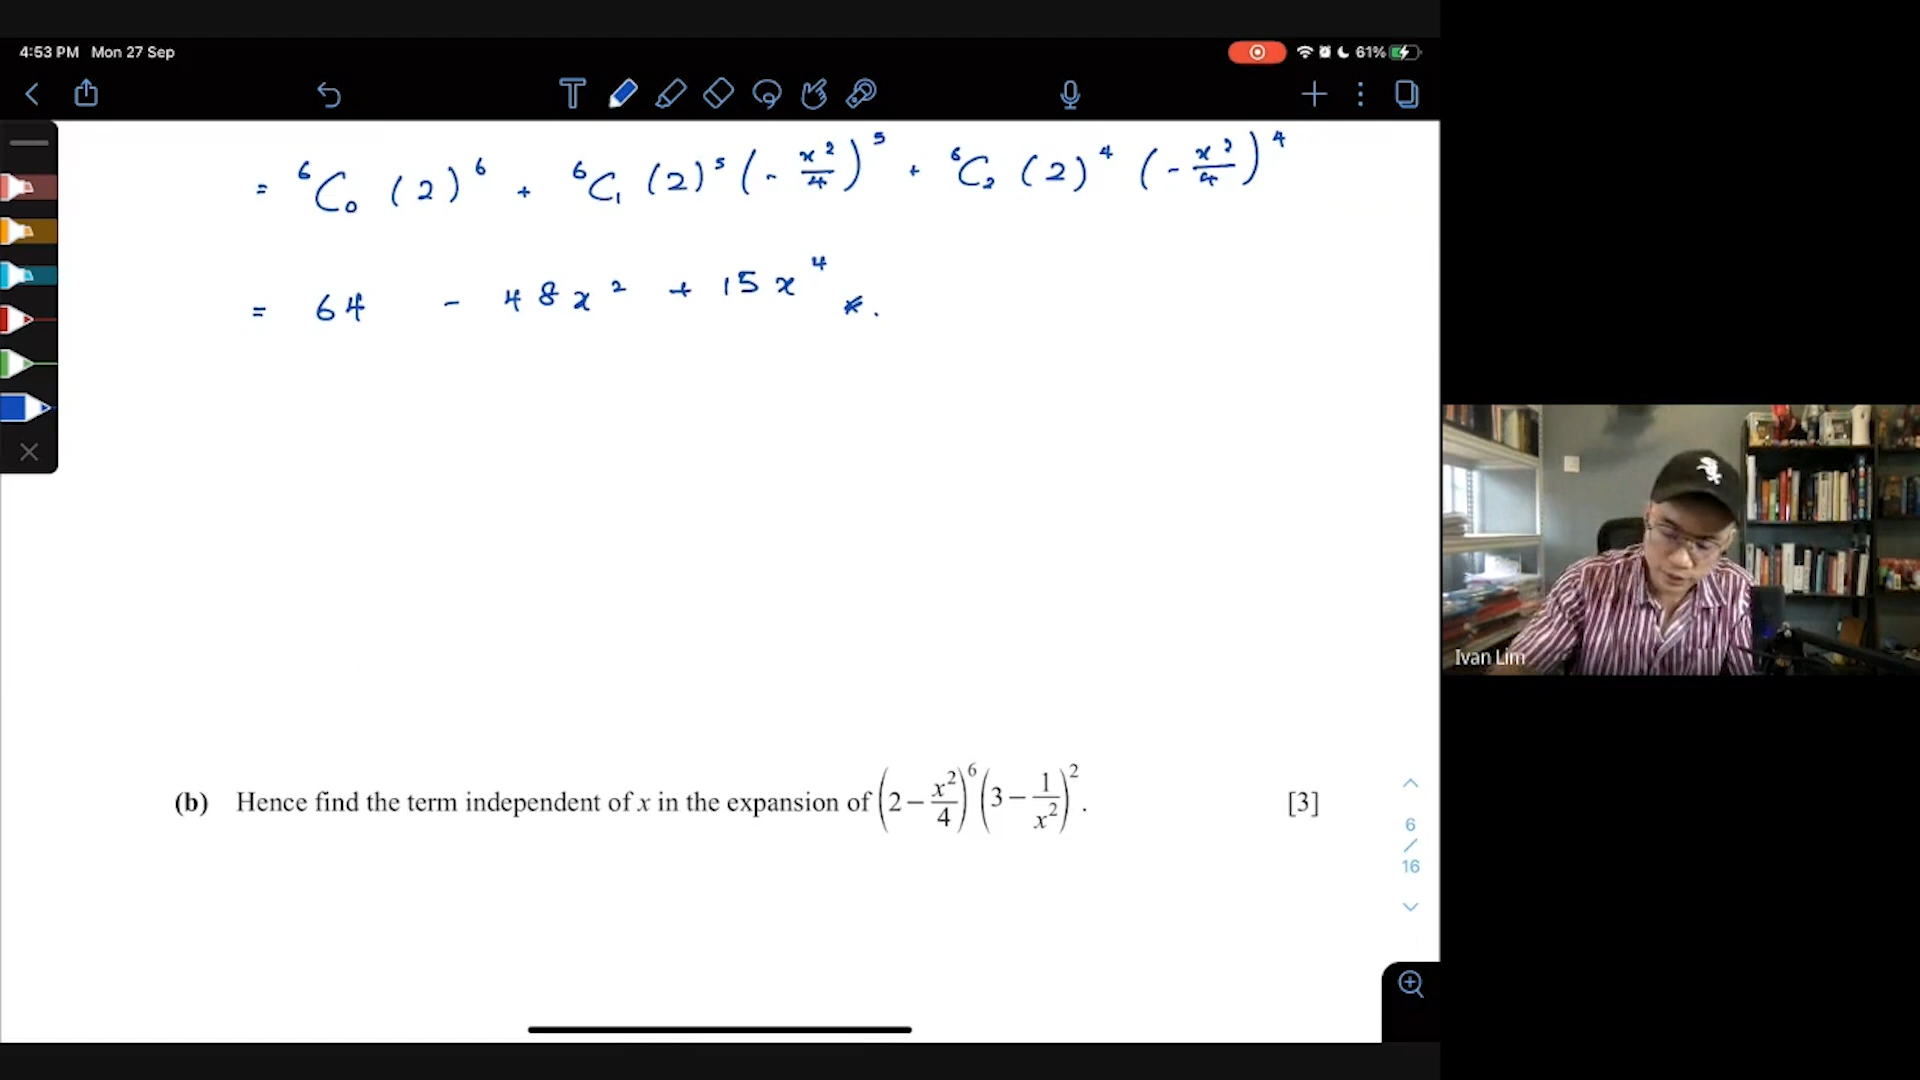 4:53 PM Mon 27 Sep
61%
= ⁶C₀ (2)⁶ + ⁶C₁ (2)⁵ (- x²/4)⁵ + ⁶C₂ (2)⁴ (- x²/4)⁴
= 64 - 48x² + 15x⁴ *.
Ivan Lim
(b) Hence find the term independent of x in the expansion of (2 - x²/4)⁶ (3 - 1/x²)². [3]
6
/
16